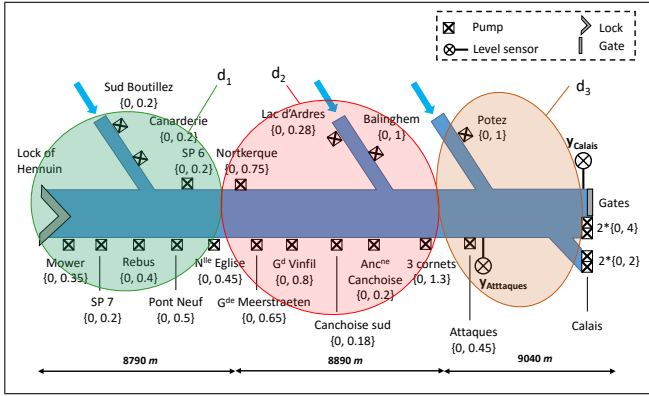 Pump
Lock
Level sensor
Gate
d1
d2
d3
Sud Boutillez
{0, 0.2}
Canarderie
{0, 0.2}
SP 6
{0, 0.2}
Lac d'Ardres
{0, 0.28}
Balinghem
{0, 1}
Potez
{0, 1}
yCalais
Lock of
Hennuin
Nortkerque
{0, 0.75}
Gates
2*{0, 4}
2*{0, 2}
Mower
{0, 0.35}
SP 7
{0, 0.2}
Rebus
{0, 0.4}
Pont Neuf
{0, 0.5}
Nlle Eglise
{0, 0.45}
Gde Meerstraeten
{0, 0.65}
Gd Vinfil
{0, 0.8}
Canchoise sud
{0, 0.18}
Ancne
Canchoise
{0, 0.2}
3 cornets
{0, 1.3}
yAtttaques
Attaques
{0, 0.45}
Calais
8790 m
8890 m
9040 m